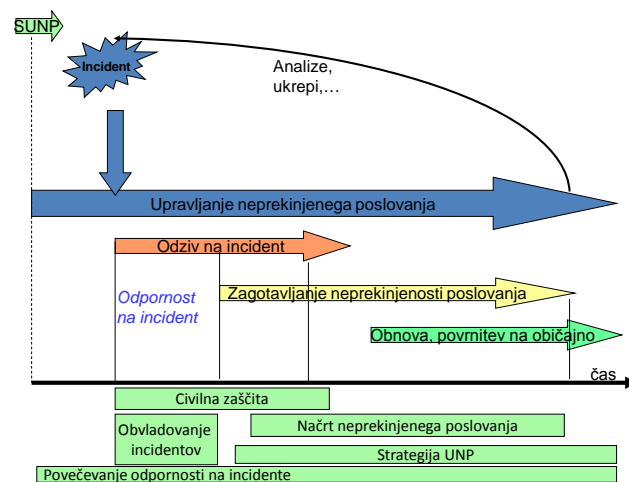 SUNP
Incident
Analize,
ukrepi,...
Upravljanje neprekinjenega poslovanja
Odziv na incident
Odpornost
na incident
Zagotavljanje neprekinjenosti poslovanja
Obnova, povrnitev na običajno
čas
Civilna zaščita
Obvladovanje
incidentov
Načrt neprekinjenega poslovanja
Strategija UNP
Povečevanje odpornosti na incidente